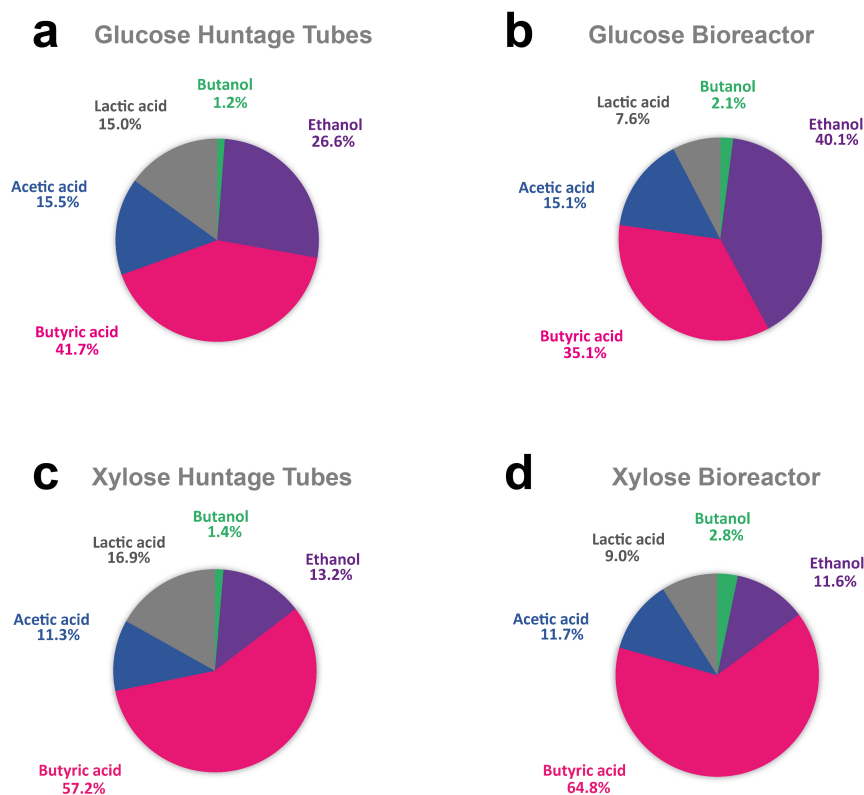 a
Glucose Huntage Tubes
Butanol
1.2%
Lactic acid
15.0%
Ethanol
26.6%
Acetic acid
15.5%
Butyric acid
41.7%
b
Glucose Bioreactor
Butanol
2.1%
Lactic acid
7.6%
Ethanol
40.1%
Acetic acid
15.1%
Butyric acid
35.1%
c
Xylose Huntage Tubes
Butanol
1.4%
Lactic acid
16.9%
Ethanol
13.2%
Acetic acid
11.3%
Butyric acid
57.2%
d
Xylose Bioreactor
Butanol
2.8%
Lactic acid
9.0%
Ethanol
11.6%
Acetic acid
11.7%
Butyric acid
64.8%